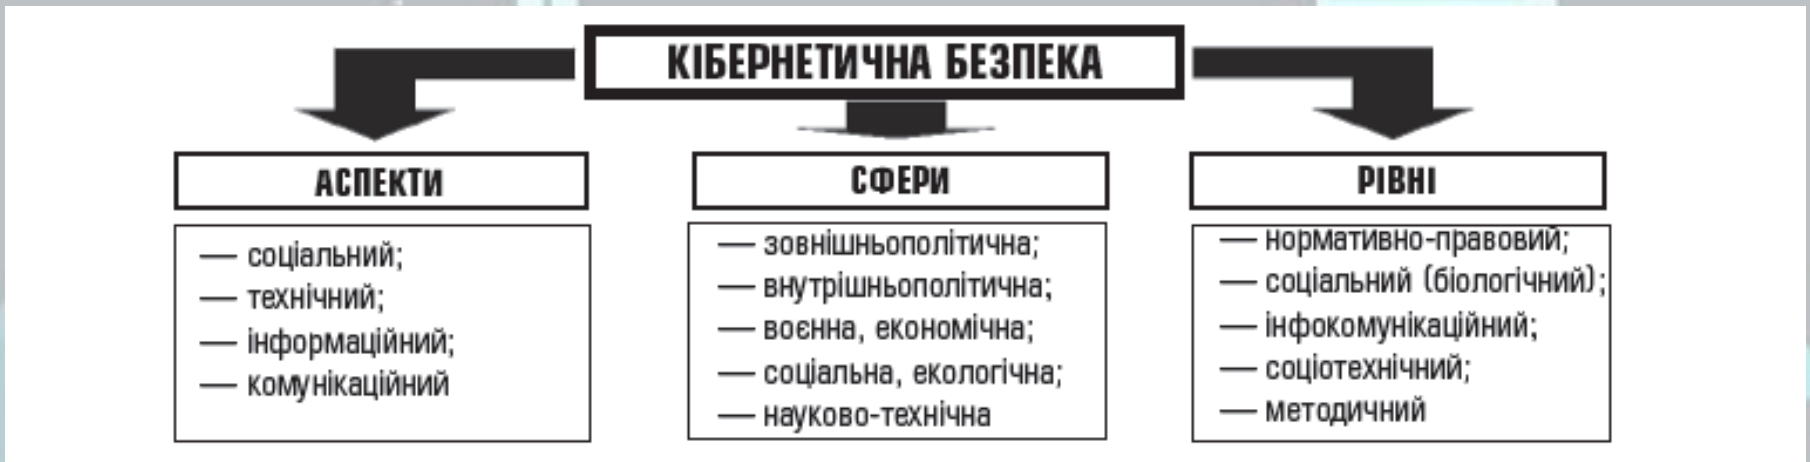 КІБЕРНЕТИЧНА БЕЗПЕКА
АСПЕКТИ
— соціальний;
— технічний;
— інформаційний;
— комунікаційний
СФЕРИ
— зовнішньополітична;
— внутрішньополітична;
— воєнна, економічна;
— соціальна, екологічна;
— науково-технічна
РІВНІ
— нормативно-правовий;
— соціальний (біологічний);
— інфокомунікаційний;
— соціотехнічний;
— методичний